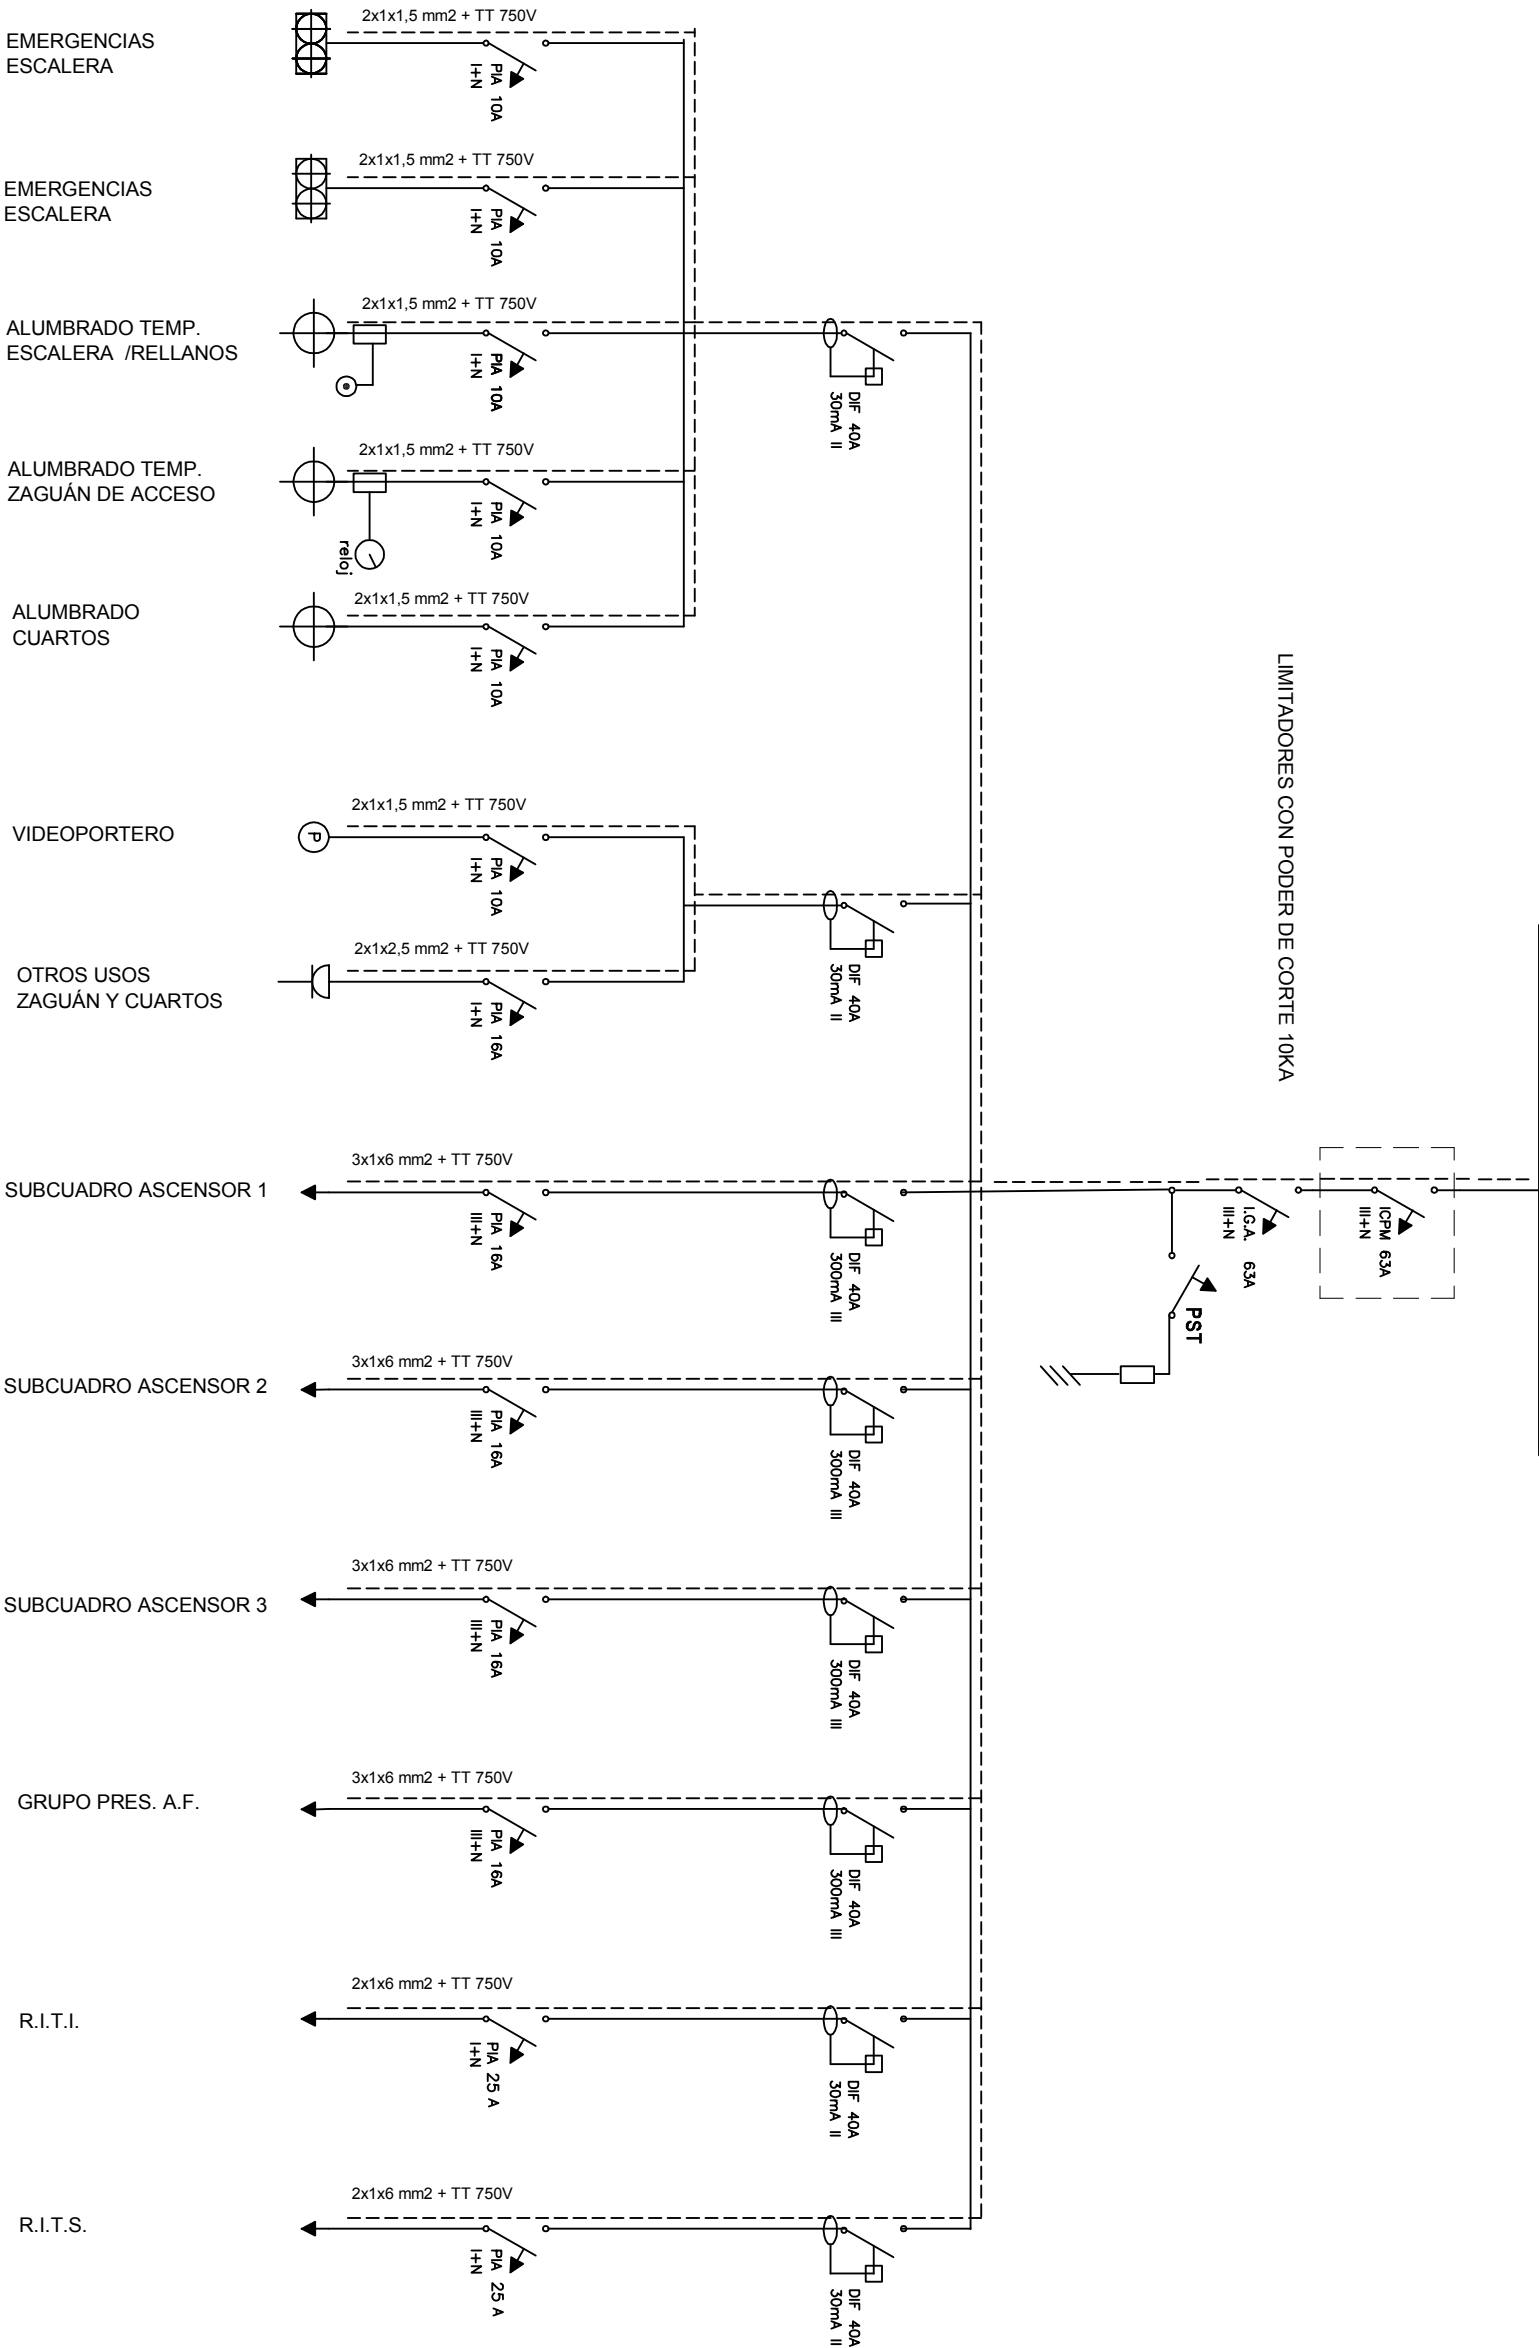 2x1x1,5 mm2 + TT 750V
EMERGENCIAS
ESCALERA
PIA 10A
I+N
2x1x1,5 mm2 + TT 750V
EMERGENCIAS
ESCALERA
PIA 10A
I+N
2x1x1,5 mm2 + TT 750V
ALUMBRADO TEMP.
ESCALERA /RELLANOS
PIA 10A
I+N
DIF 40A
30mA II
2x1x1,5 mm2 + TT 750V
ALUMBRADO TEMP.
ZAGUÁN DE ACCESO
reloj
PIA 10A
I+N
2x1x1,5 mm2 + TT 750V
ALUMBRADO
CUARTOS
PIA 10A
I+N
LIMITADORES CON PODER DE CORTE 10KA
2x1x1,5 mm2 + TT 750V
VIDEOPORTERO
P
PIA 10A
I+N
DIF 40A
30mA II
2x1x2,5 mm2 + TT 750V
OTROS USOS
ZAGUÁN Y CUARTOS
PIA 16A
I+N
3x1x6 mm2 + TT 750V
SUBCUADRO ASCENSOR 1
PIA 16A
III+N
DIF 40A
300mA III
I.G.A. 63A
III+N
ICPM 63A
III+N
PST
3x1x6 mm2 + TT 750V
SUBCUADRO ASCENSOR 2
PIA 16A
III+N
DIF 40A
300mA III
3x1x6 mm2 + TT 750V
SUBCUADRO ASCENSOR 3
PIA 16A
III+N
DIF 40A
300mA III
3x1x6 mm2 + TT 750V
GRUPO PRES. A.F.
PIA 16A
III+N
DIF 40A
300mA III
2x1x6 mm2 + TT 750V
R.I.T.I.
PIA 25 A
I+N
DIF 40A
30mA II
2x1x6 mm2 + TT 750V
R.I.T.S.
PIA 25 A
I+N
DIF 40A
30mA II